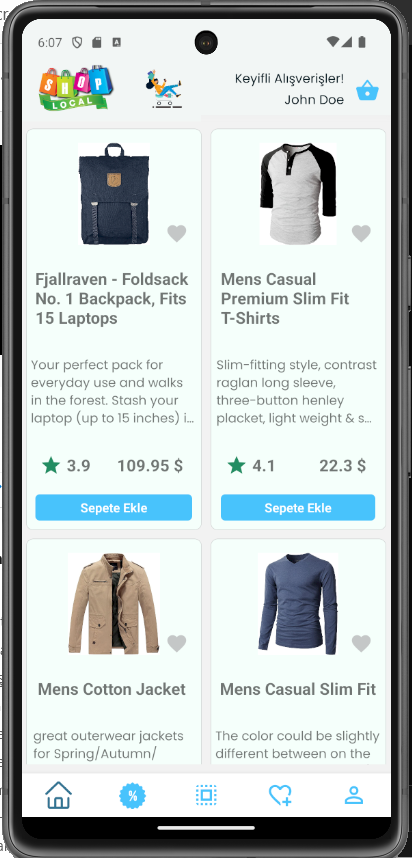 6:07
SHOP
LOCAL
Keyifli Alışverişler!
John Doe
Fjallraven - Foldsack
No. 1 Backpack, Fits
15 Laptops
Your perfect pack for
everyday use and walks
in the forest. Stash your
laptop (up to 15 inches) i...
3.9 109.95 $
Sepete Ekle
Mens Casual
Premium Slim Fit
T-Shirts
Slim-fitting style, contrast
raglan long sleeve,
three-button henley
placket, light weight & s...
4.1 22.3 $
Sepete Ekle
Mens Cotton Jacket
great outerwear jackets
for Spring/Autumn/
Mens Casual Slim Fit
The color could be slightly
different between on the
%